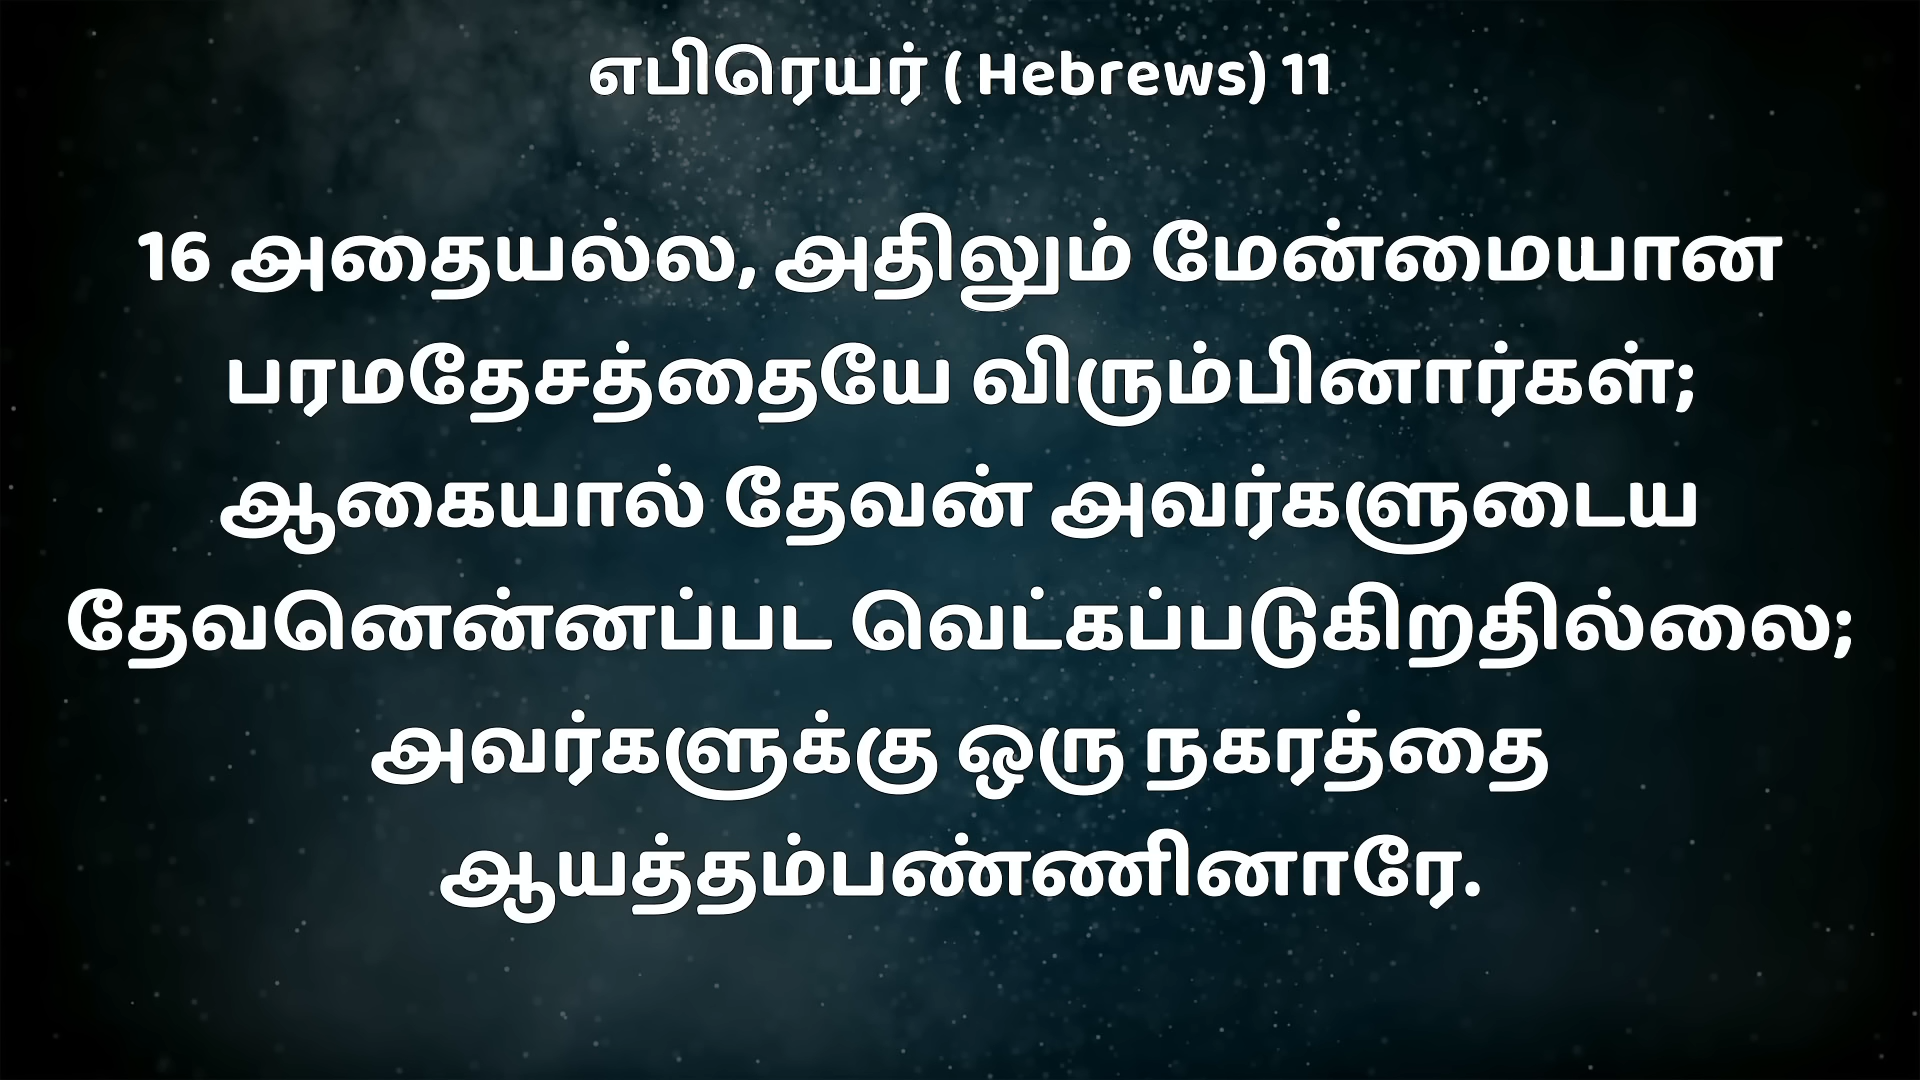 எபிரெயர் ( Hebrews) 11
16 அதையல்ல, அதிலும் மேன்மையான
பரமதேசத்தையே விரும்பினார்கள்;
ஆகையால் தேவன் அவர்களுடைய
தேவனென்னப்பட வெட்கப்படுகிறதில்லை;
அவர்களுக்கு ஒரு நகரத்தை
ஆயத்தம்பண்ணினாரே.